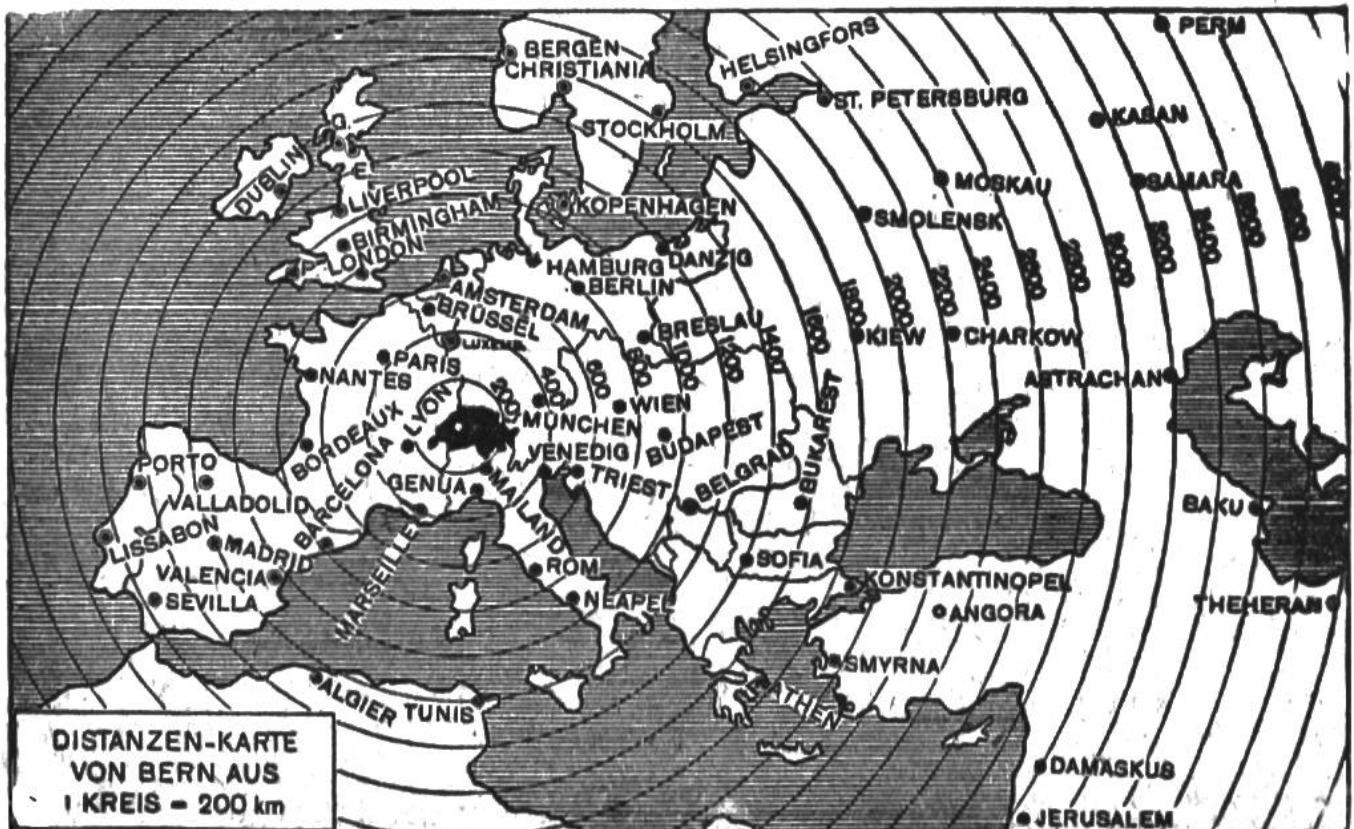 PERM
BERGEN
CHRISTIANIA
HELSINGFORS
ST. PETERSBURG
KASAN
STOCKHOLM
G.
E.
DUBLIN
LIVERPOOL
BIRMINGHAM
P.
LONDON
KOPENHAGEN
MOSKAU
SAMARA
SMOLENSK
HAMBURG
DANZIG
BERLIN
AMSTERDAM
BRÜSSEL
LUXEMB.
BRESLAU
KIEW
CHARKOW
PARIS
NANTES
ASTRACHAN
200
400
600
800
1000
1200
1400
1600
1800
2000
2200
2400
2600
2800
3000
3200
3400
MÜNCHEN
WIEN
BUDAPEST
BORDEAUX
LYON
BARCELONA
VENEDIG
TRIEST
BELGRAD
BUKAREST
PORTO
VALLADOLID
GENUA
MAILAND
BAKU
LISSABON
MADRID
VALENCIA
SEVILLA
MARSEILLE
ROM
NEAPEL
SOFIA
KONSTANTINOPEL
ANGORA
THEHERAN
SMYRNA
ATHEN
ALGIER
TUNIS
DAMASKUS
JERUSALEM
DISTANZEN-KARTE
VON BERN AUS
1 KREIS = 200 km